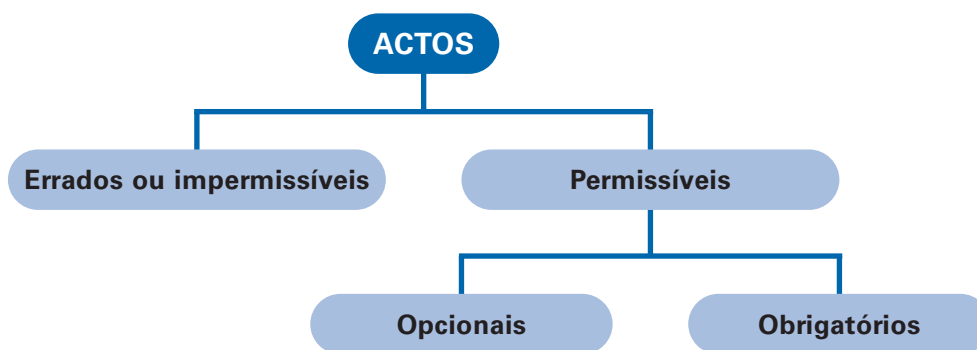 ACTOS
Errados ou impermissíveis
Permissíveis
Opcionais
Obrigatórios